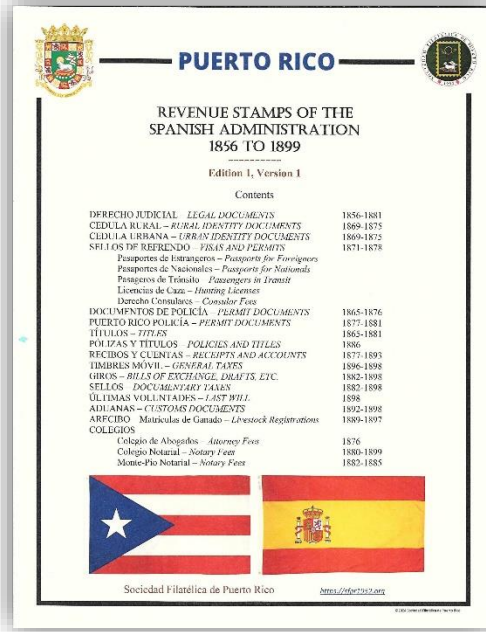 PUERTO RICO
REVENUE STAMPS OF THE
SPANISH ADMINISTRATION
1856 TO 1899
----------
Edition 1, Version 1
Contents
DERECHO JUDICIAL – LEGAL DOCUMENTS 1856-1881
CEDULA RURAL – RURAL IDENTITY DOCUMENTS 1869-1875
CEDULA URBANA – URBAN IDENTITY DOCUMENTS 1869-1875
SELLOS DE REFRENDO – VISAS AND PERMITS 1871-1878
Pasaportes de Estrangeros – Passports for Foreigners
Pasaportes de Nacionales – Passports for Nationals
Pasageros de Tránsito – Passengers in Transit
Licencias de Caza – Hunting Licenses
Derecho Consulares – Consular Fees
DOCUMENTOS DE POLICÍA – PERMIT DOCUMENTS 1865-1876
PUERTO RICO POLICÍA – PERMIT DOCUMENTS 1877-1881
TÍTULOS – TITLES 1865-1881
PÓLIZAS Y TÍTULOS – POLICIES AND TITLES 1886
RECIBOS Y CUENTAS – RECEIPTS AND ACCOUNTS 1877-1893
TIMBRES MÓVIL – GENERAL TAXES 1896-1898
GIROS – BILLS OF EXCHANGE, DRAFTS, ETC. 1882-1898
SELLOS – DOCUMENTARY TAXES 1882-1898
ÚLTIMAS VOLUNTADES – LAST WILL 1898
ADUANAS – CUSTOMS DOCUMENTS 1892-1898
ARECIBO – Matriculas de Ganado – Livestock Registrations 1889-1897
COLEGIOS
Colegio de Abogados – Attorney Fees 1876
Colegio Notarial – Notary Fees 1880-1899
Monte-Pio Notarial – Notary Fees 1882-1885
Sociedad Filatélica de Puerto Rico https://sfpr1952.org